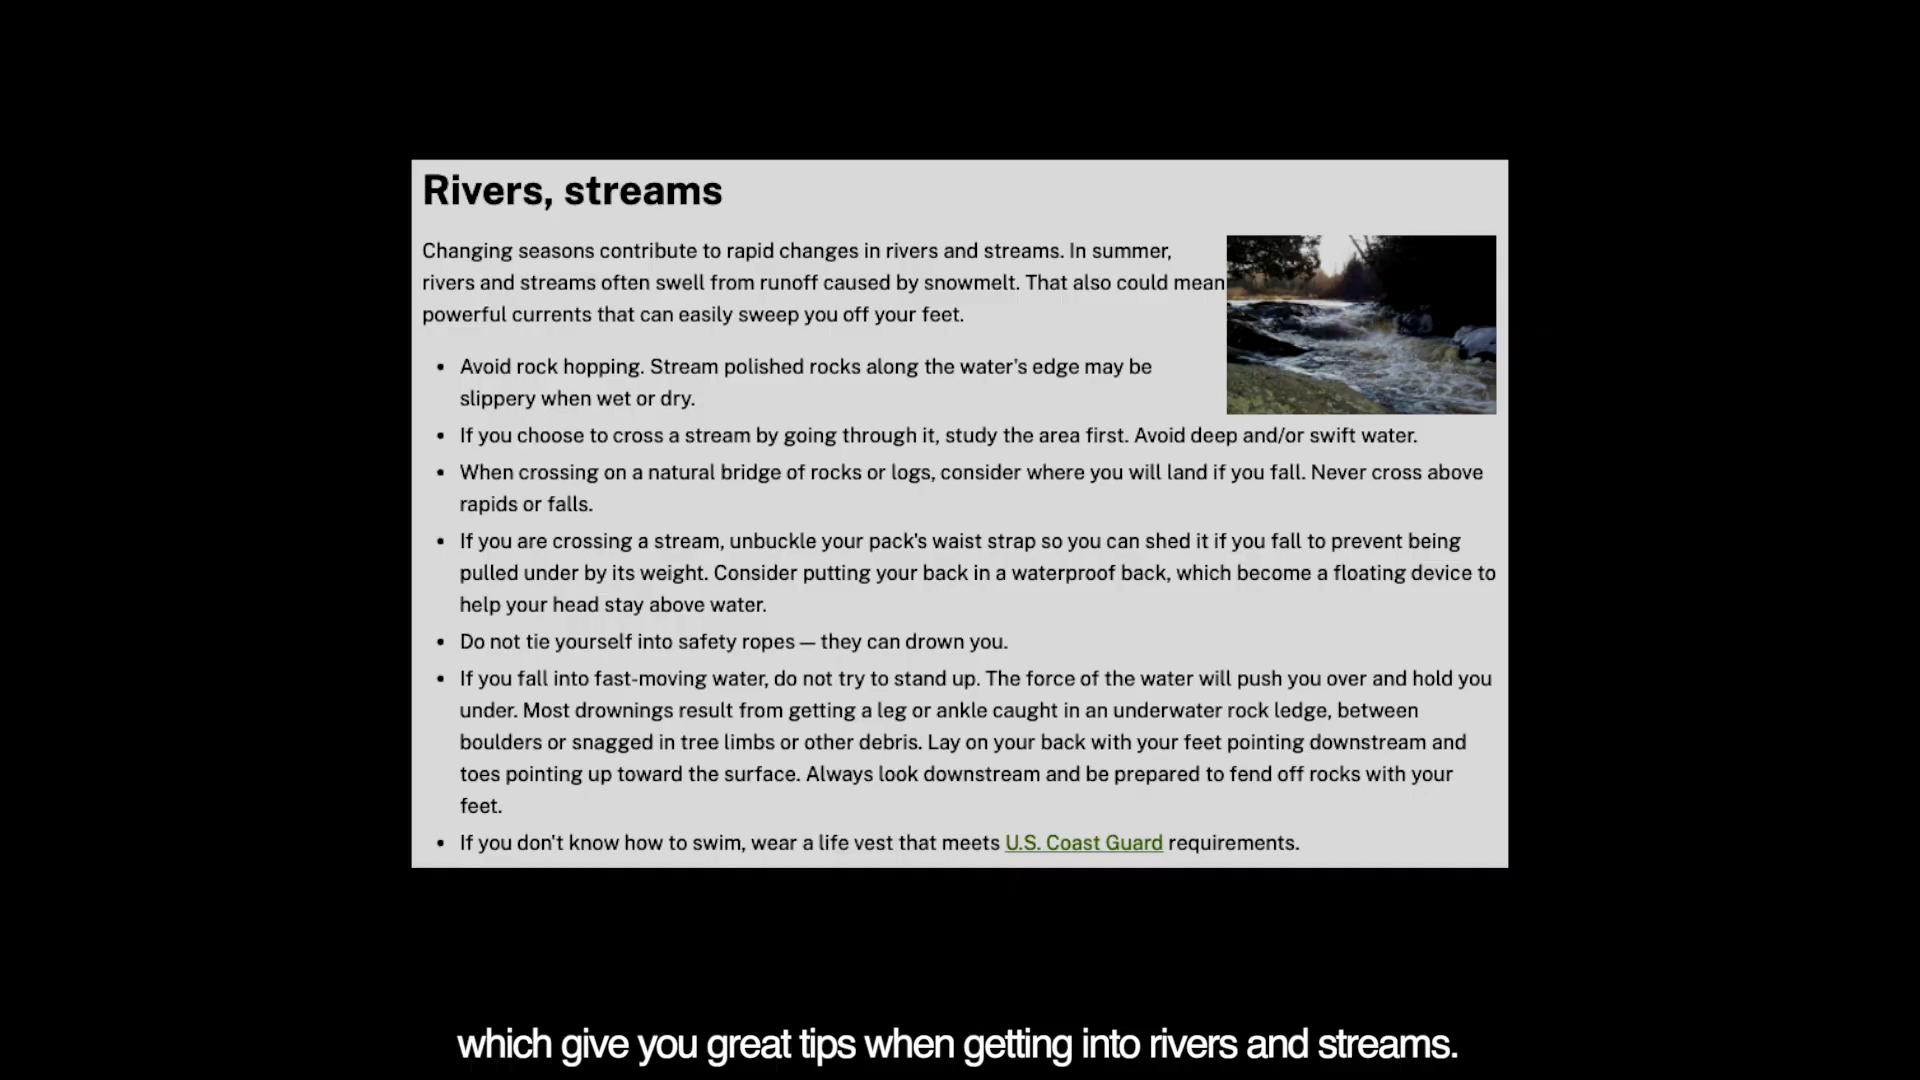 Rivers, streams
Changing seasons contribute to rapid changes in rivers and streams. In summer,
rivers and streams often swell from runoff caused by snowmelt. That also could mean
powerful currents that can easily sweep you off your feet.
• Avoid rock hopping. Stream polished rocks along the water's edge may be
slippery when wet or dry.
• If you choose to cross a stream by going through it, study the area first. Avoid deep and/or swift water.
• When crossing on a natural bridge of rocks or logs, consider where you will land if you fall. Never cross above
rapids or falls.
• If you are crossing a stream, unbuckle your pack's waist strap so you can shed it if you fall to prevent being
pulled under by its weight. Consider putting your back in a waterproof back, which become a floating device to
help your head stay above water.
• Do not tie yourself into safety ropes — they can drown you.
• If you fall into fast-moving water, do not try to stand up. The force of the water will push you over and hold you
under. Most drownings result from getting a leg or ankle caught in an underwater rock ledge, between
boulders or snagged in tree limbs or other debris. Lay on your back with your feet pointing downstream and
toes pointing up toward the surface. Always look downstream and be prepared to fend off rocks with your
feet.
• If you don't know how to swim, wear a life vest that meets U.S. Coast Guard requirements.
which give you great tips when getting into rivers and streams.